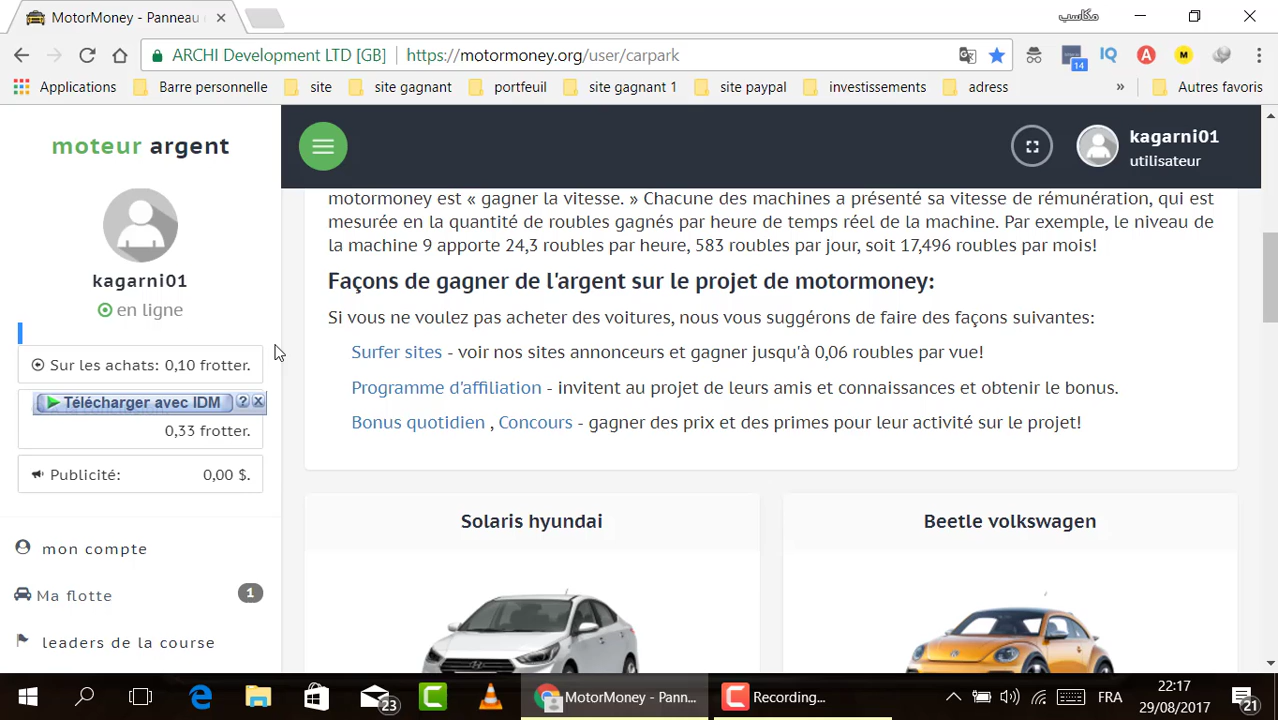 MotorMoney - Panneau
مكاسب
ARCHI Development LTD [GB]
https://motormoney.org/user/carpark
IQ
A
M
14
Applications
Barre personnelle
site
site gagnant
portfeuil
site gagnant 1
site paypal
investissements
adress
»
Autres favoris
moteur argent
kagarni01
utilisateur
kagarni01
en ligne
Sur les achats: 0,10 frotter.
Télécharger avec IDM ? X
0,33 frotter.
Publicité: 0,00 $.
mon compte
Ma flotte 1
leaders de la course
motormoney est « gagner la vitesse. » Chacune des machines a présenté sa vitesse de rémunération, qui est
mesurée en la quantité de roubles gagnés par heure de temps réel de la machine. Par exemple, le niveau de
la machine 9 apporte 24,3 roubles par heure, 583 roubles par jour, soit 17,496 roubles par mois!
Façons de gagner de l'argent sur le projet de motormoney:
Si vous ne voulez pas acheter des voitures, nous vous suggérons de faire des façons suivantes:
Surfer sites - voir nos sites annonceurs et gagner jusqu'à 0,06 roubles par vue!
Programme d'affiliation - invitent au projet de leurs amis et connaissances et obtenir le bonus.
Bonus quotidien , Concours - gagner des prix et des primes pour leur activité sur le projet!
Solaris hyundai
Beetle volkswagen
23
MotorMoney - Pann...
Recording...
FRA
22:17
29/08/2017
21